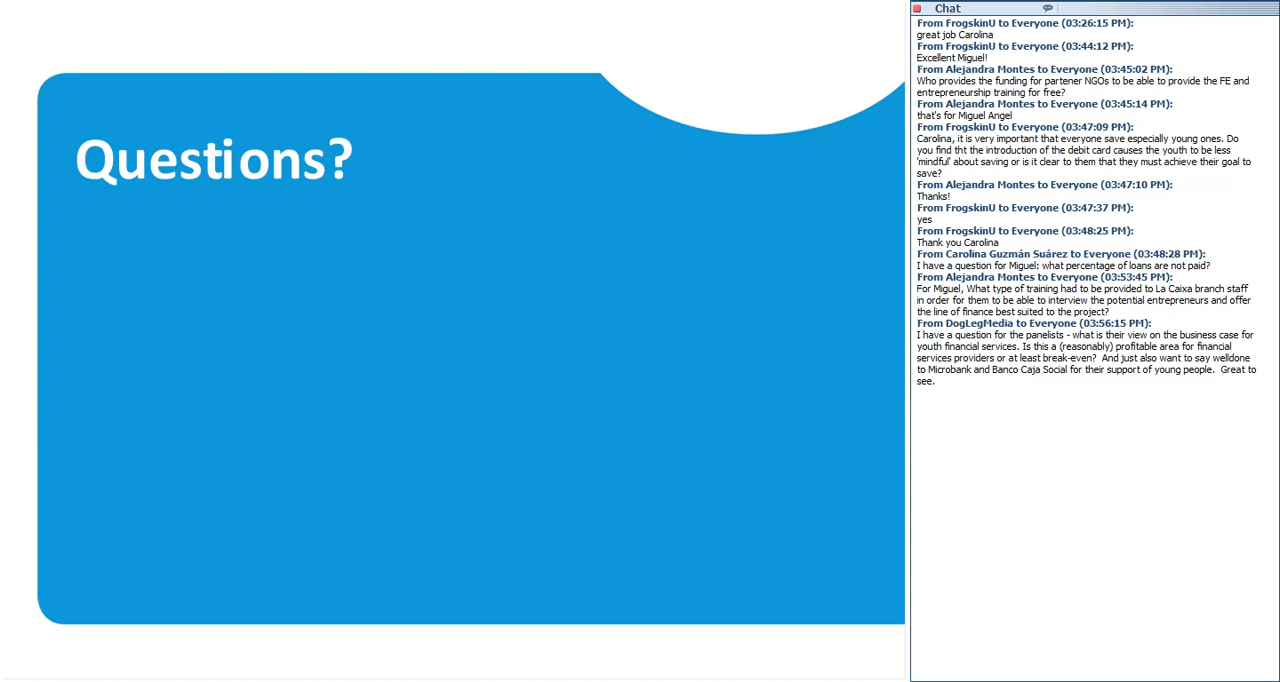 Questions?
Chat
From FrogskinU to Everyone (03:26:15 PM):
great job Carolina
From FrogskinU to Everyone (03:44:12 PM):
Excellent Miguel!
From Alejandra Montes to Everyone (03:45:02 PM):
Who provides the funding for partener NGOs to be able to provide the FE and
entrepreneurship training for free?
From Alejandra Montes to Everyone (03:45:14 PM):
that's for Miguel Angel
From FrogskinU to Everyone (03:47:09 PM):
Carolina, it is very important that everyone save especially young ones. Do
you find tht the introduction of the debit card causes the youth to be less
'mindful' about saving or is it clear to them that they must achieve their goal to
save?
From Alejandra Montes to Everyone (03:47:10 PM):
Thanks!
From FrogskinU to Everyone (03:47:37 PM):
yes
From FrogskinU to Everyone (03:48:25 PM):
Thank you Carolina
From Carolina Guzmán Suárez to Everyone (03:48:28 PM):
I have a question for Miguel: what percentage of loans are not paid?
From Alejandra Montes to Everyone (03:53:45 PM):
For Miguel, What type of training had to be provided to La Caixa branch staff
in order for them to be able to interview the potential entrepreneurs and offer
the line of finance best suited to the project?
From DogLegMedia to Everyone (03:56:15 PM):
I have a question for the panelists - what is their view on the business case for
youth financial services. Is this a (reasonably) profitable area for financial
services providers or at least break-even?  And just also want to say welldone
to Microbank and Banco Caja Social for their support of young people.  Great to
see.